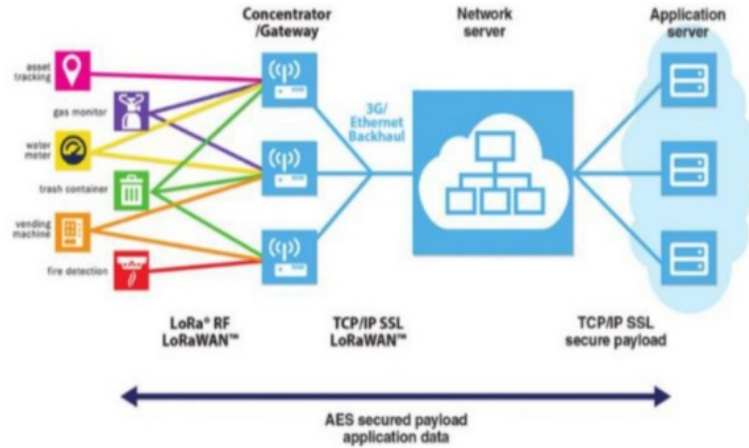 Concentrator
/Gateway
Network
server
Application
server
asset
tracking
gas monitor
water
meter
trash container
vending
machine
fire detection
3G/
Ethernet
Backhaul
LoRa® RF
LoRaWAN™
TCP/IP SSL
LoRaWAN™
TCP/IP SSL
secure payload
AES secured payload
application data